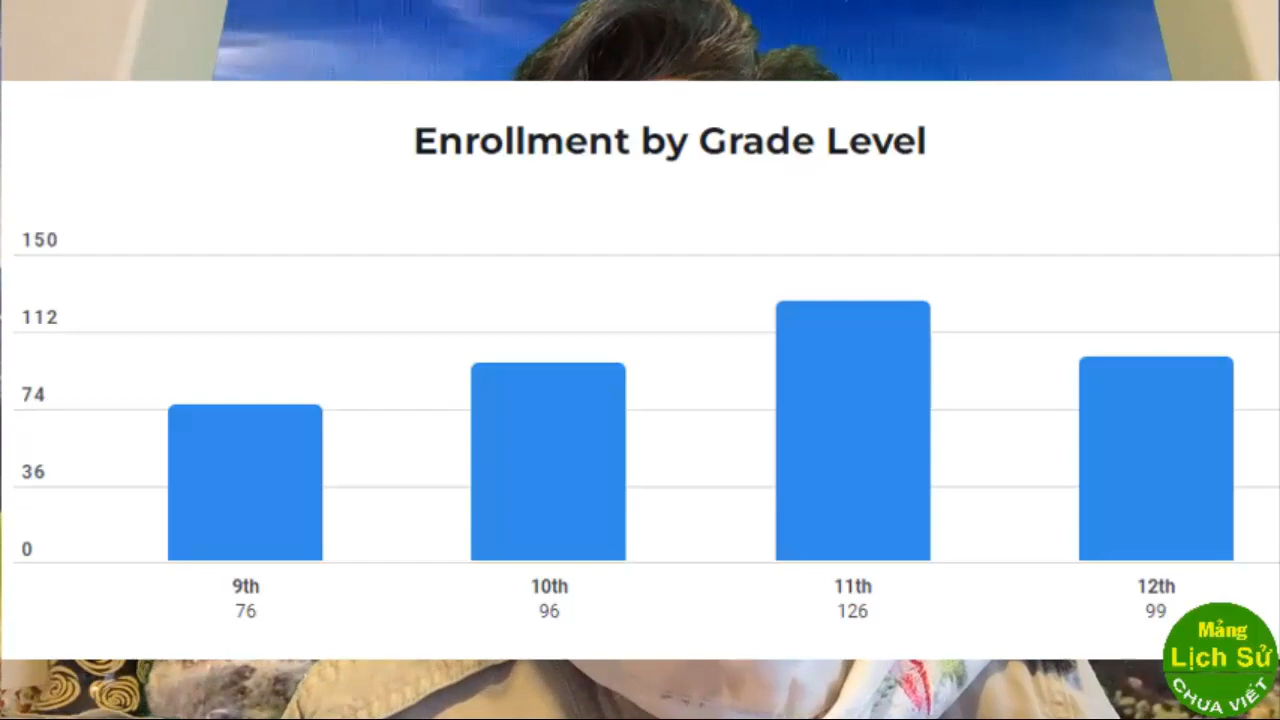 Enrollment by Grade Level
150
112
74
36
0
9th
10th
11th
12th
76
96
126
99
Mảng
Lịch Sử
CHƯA VIẾT